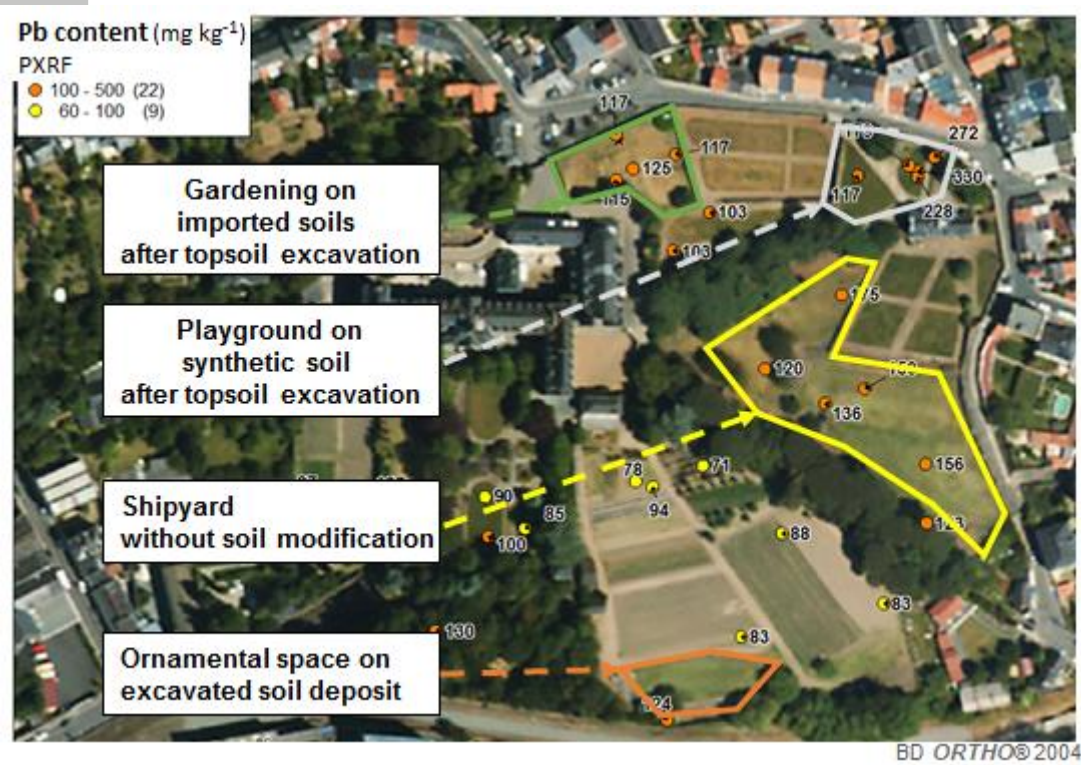 Pb content (mg kg-1)
PXRF
100 - 500 (22)
60 - 100 (9)
117
272
117
125
330
Gardening on
imported soils
after topsoil excavation
117
115
103
228
103
175
Playground on
synthetic soil
after topsoil excavation
120
136
156
78
71
90
94
Shipyard
without soil modification
85
88
100
83
130
83
Ornamental space on
excavated soil deposit
124
BD ORTHO® 2004